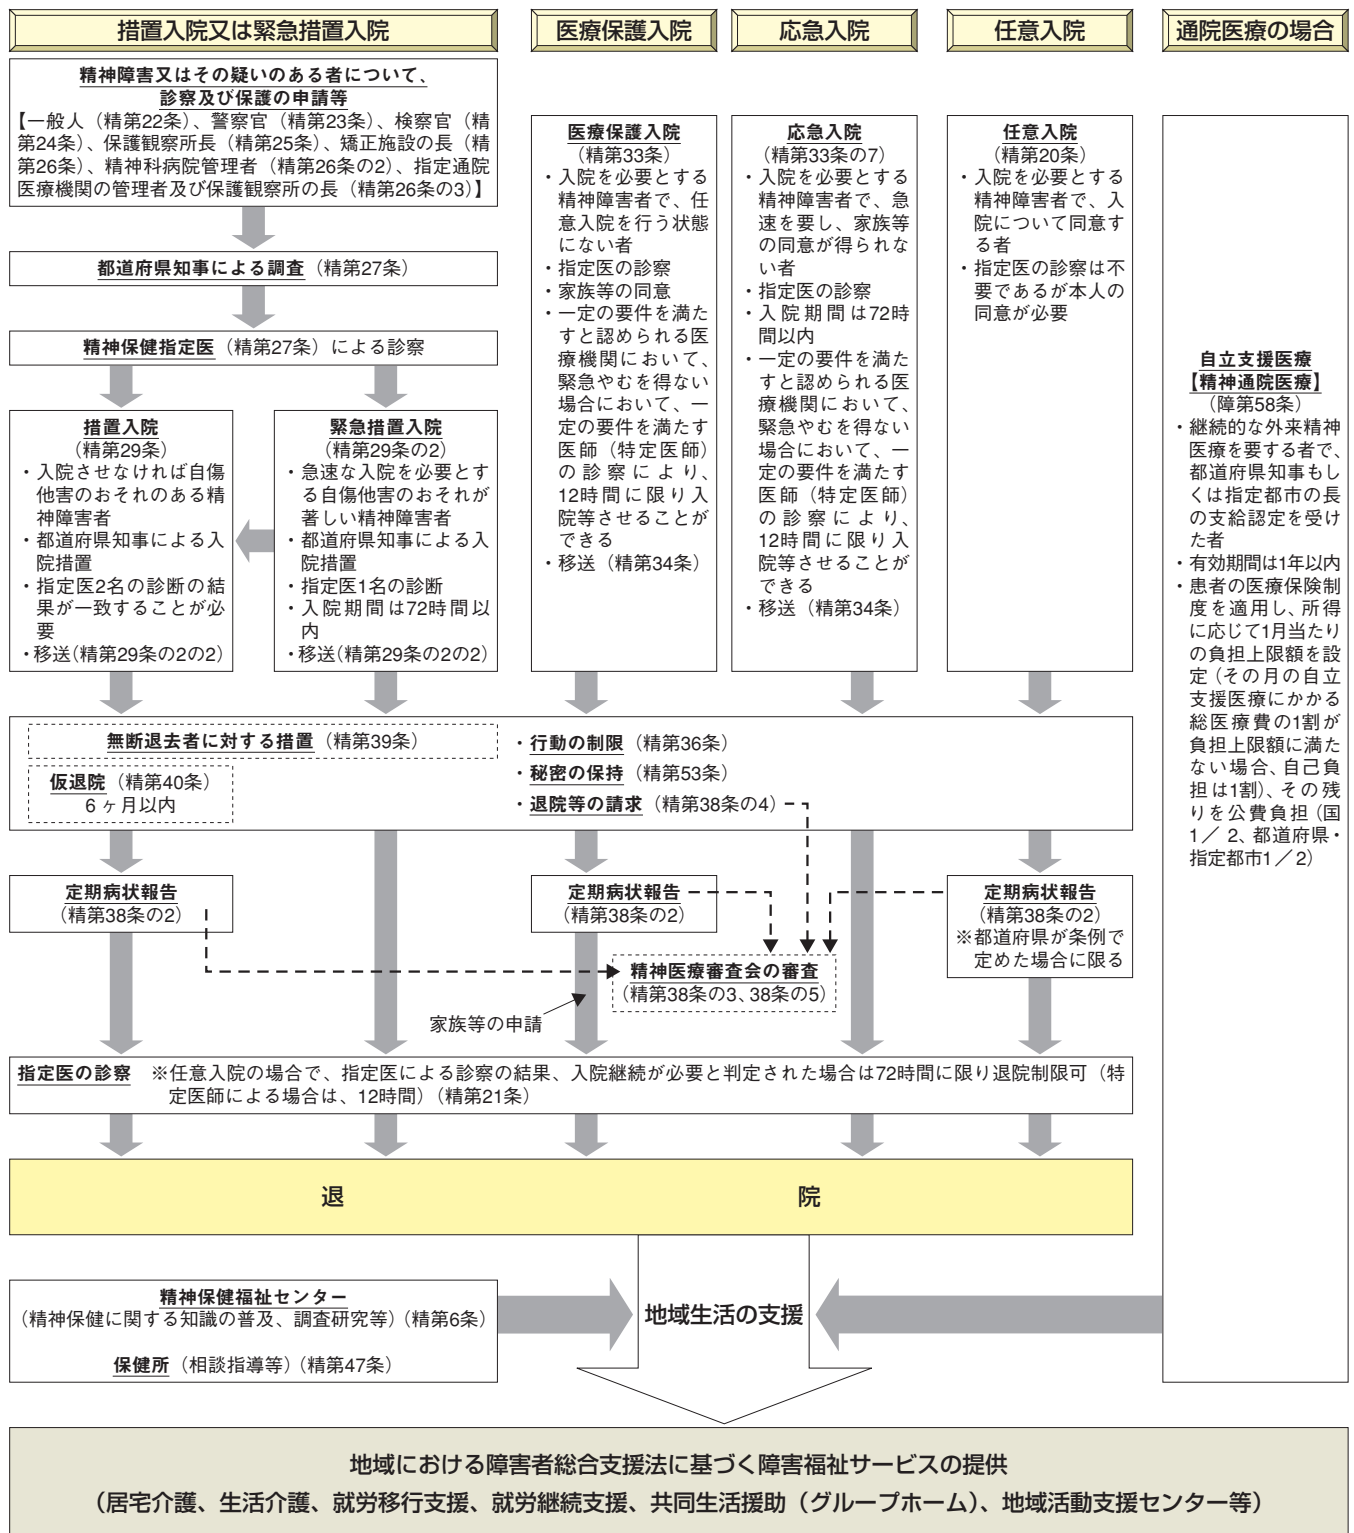 措置入院又は緊急措置入院
医療保護入院
応急入院
任意入院
通院医療の場合
精神障害又はその疑いのある者について、
診察及び保護の申請等
【一般人（精第22条）、警察官（精第23条）、検察官（精
第24条）、保護観察所長（精第25条）、矯正施設の長（精
第26条）、精神科病院管理者（精第26条の2）、指定通院
医療機関の管理者及び保護観察所の長（精第26条の3）】
都道府県知事による調査（精第27条）
精神保健指定医（精第27条）による診察
措置入院
（精第29条）
・入院させなければ自傷
他害のおそれのある精
神障害者
・都道府県知事による入
院措置
・指定医2名の診断の結
果が一致することが必
要
・移送（精第29条の2の2）
緊急措置入院
（精第29条の2）
・急速な入院を必要とす
る自傷他害のおそれが
著しい精神障害者
・都道府県知事による入
院措置
・指定医1名の診断
・入院期間は72時間以
内
・移送（精第29条の2の2）
医療保護入院
（精第33条）
・入院を必要とする
精神障害者で、任
意入院を行う状態
にない者
・指定医の診察
・家族等の同意
・一定の要件を満た
すと認められる医
療機関において、
緊急やむを得ない
場合において、一
定の要件を満たす
医師（特定医師）
の診察により、
12時間に限り入
院等させることが
できる
・移送（精第34条）
応急入院
（精第33条の7）
・入院を必要とする
精神障害者で、急
速を要し、家族等
の同意が得られな
い者
・指定医の診察
・入院期間は72時
間以内
・一定の要件を満た
すと認められる医
療機関において、
緊急やむを得ない
場合において、一
定の要件を満たす
医師（特定医師）
の診察により、
12時間に限り入
院等させることが
できる
・移送（精第34条）
任意入院
（精第20条）
・入院を必要とする
精神障害者で、入
院について同意す
る者
・指定医の診察は不
要であるが本人の
同意が必要
自立支援医療
【精神通院医療】
（障第58条）
・継続的な外来精神
医療を要する者で、
都道府県知事もし
くは指定都市の長
の支給認定を受け
た者
・有効期間は1年以内
・患者の医療保険制
度を適用し、所得
に応じて1月当たり
の負担上限額を設
定（その月の自立
支援医療にかかる
総医療費の1割が
負担上限額に満た
ない場合、自己負
担は1割）、その残
りを公費負担（国
1／2、都道府県・
指定都市1／2）
無断退去者に対する措置（精第39条）
仮退院（精第40条）
6ヶ月以内
・行動の制限（精第36条）
・秘密の保持（精第53条）
・退院等の請求（精第38条の4）
定期病状報告
（精第38条の2）
定期病状報告
（精第38条の2）
定期病状報告
（精第38条の2）
※都道府県が条例で
定めた場合に限る
精神医療審査会の審査
（精第38条の3、38条の5）
家族等の申請
指定医の診察　※任意入院の場合で、指定医による診察の結果、入院継続が必要と判定された場合は72時間に限り退院制限可（特
定医師による場合は、12時間）（精第21条）
退　院
精神保健福祉センター
（精神保健に関する知識の普及、調査研究等）（精第6条）
保健所（相談指導等）（精第47条）
地域生活の支援
地域における障害者総合支援法に基づく障害福祉サービスの提供
（居宅介護、生活介護、就労移行支援、就労継続支援、共同生活援助（グループホーム）、地域活動支援センター等）